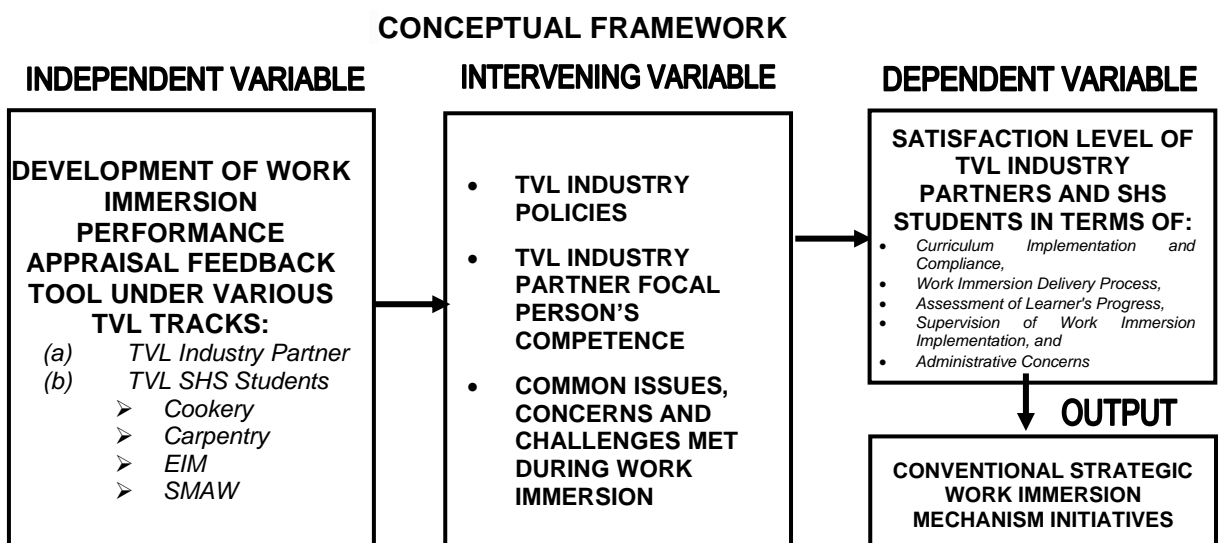 CONCEPTUAL FRAMEWORK
INDEPENDENT VARIABLE
DEVELOPMENT OF WORK
IMMERSION
PERFORMANCE
APPRAISAL FEEDBACK
TOOL UNDER VARIOUS
TVL TRACKS:
(a) TVL Industry Partner
(b) TVL SHS Students
➢ Cookery
➢ Carpentry
➢ EIM
➢ SMAW
INTERVENING VARIABLE
• TVL INDUSTRY
POLICIES
• TVL INDUSTRY
PARTNER FOCAL
PERSON’S
COMPETENCE
• COMMON ISSUES,
CONCERNS AND
CHALLENGES MET
DURING WORK
IMMERSION
DEPENDENT VARIABLE
SATISFACTION LEVEL OF
TVL INDUSTRY
PARTNERS AND SHS
STUDENTS IN TERMS OF:
• Curriculum Implementation and
Compliance,
• Work Immersion Delivery Process,
• Assessment of Learner's Progress,
• Supervision of Work Immersion
Implementation, and
• Administrative Concerns
OUTPUT
CONVENTIONAL STRATEGIC
WORK IMMERSION
MECHANISM INITIATIVES